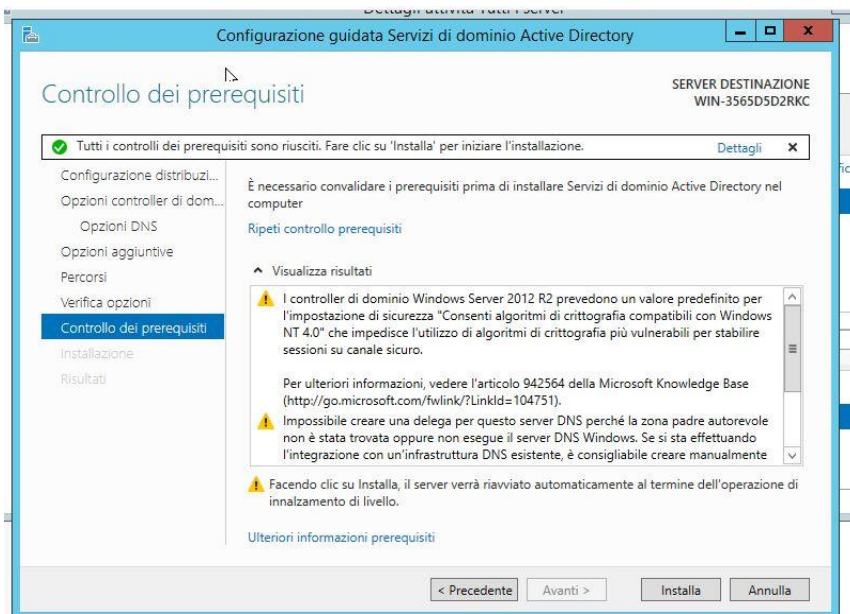 Dettagli attività Tutti i server
Configurazione guidata Servizi di dominio Active Directory
Controllo dei prerequisiti
SERVER DESTINAZIONE
WIN-3565D5D2RKC
Tutti i controlli dei prerequisiti sono riusciti. Fare clic su 'Installa' per iniziare l'installazione.
Dettagli
Configurazione distribuzi...
Opzioni controller di dom...
Opzioni DNS
Opzioni aggiuntive
Percorsi
Verifica opzioni
Controllo dei prerequisiti
Installazione
Risultati
È necessario convalidare i prerequisiti prima di installare Servizi di dominio Active Directory nel
computer
Ripeti controllo prerequisiti
Visualizza risultati
I controller di dominio Windows Server 2012 R2 prevedono un valore predefinito per
l'impostazione di sicurezza "Consenti algoritmi di crittografia compatibili con Windows
NT 4.0" che impedisce l'utilizzo di algoritmi di crittografia più vulnerabili per stabilire
sessioni su canale sicuro.
Per ulteriori informazioni, vedere l'articolo 942564 della Microsoft Knowledge Base
(http://go.microsoft.com/fwlink/?LinkId=104751).
Impossibile creare una delega per questo server DNS perché la zona padre autorevole
non è stata trovata oppure non esegue il server DNS Windows. Se si sta effettuando
l'integrazione con un'infrastruttura DNS esistente, è consigliabile creare manualmente
Facendo clic su Installa, il server verrà riavviato automaticamente al termine dell'operazione di
innalzamento di livello.
Ulteriori informazioni prerequisiti
< Precedente
Avanti >
Installa
Annulla